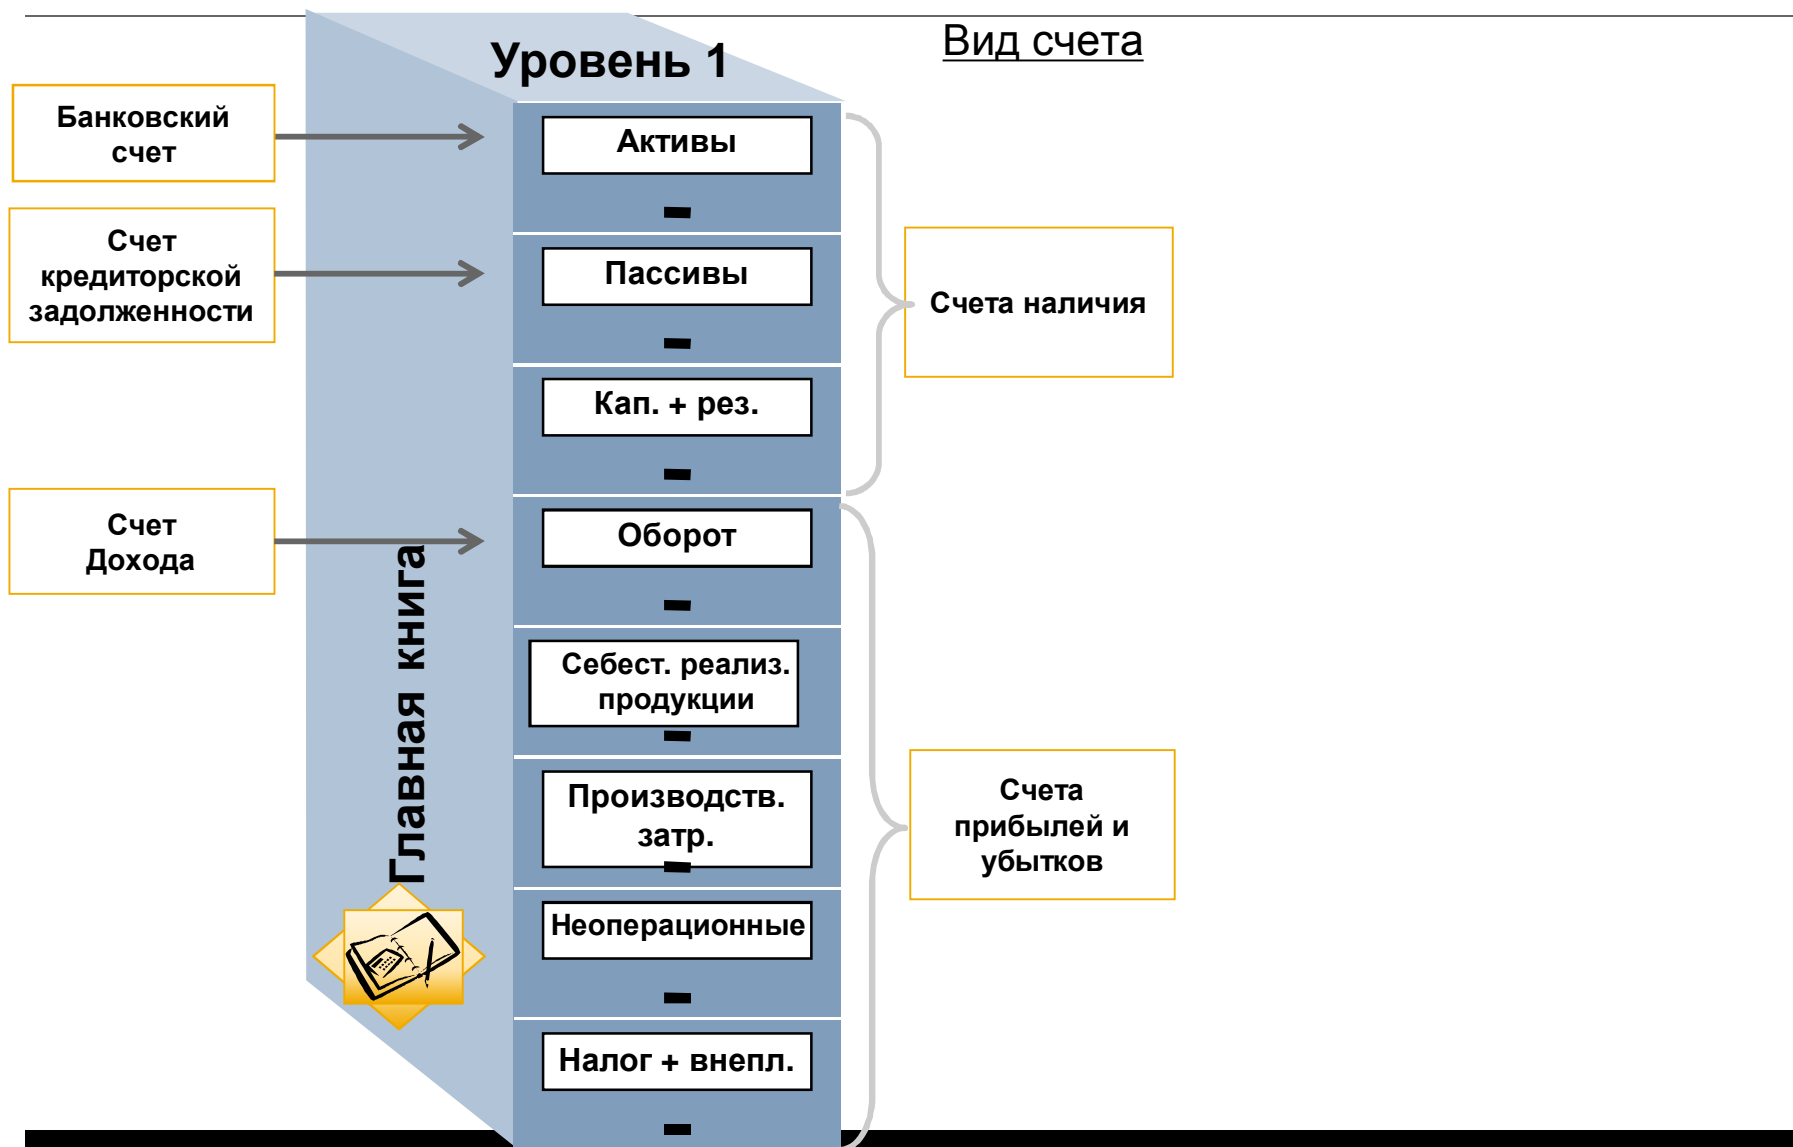 Уровень 1
Вид счета
Банковский
счет
Счет
кредиторской
задолженности
Счет
Дохода
Главная книга
Активы
Пассивы
Кап. + рез.
Оборот
Себест. реализ.
продукции
Производств.
затр.
Неоперационные
Налог + внепл.
Счета наличия
Счета
прибылей и
убытков